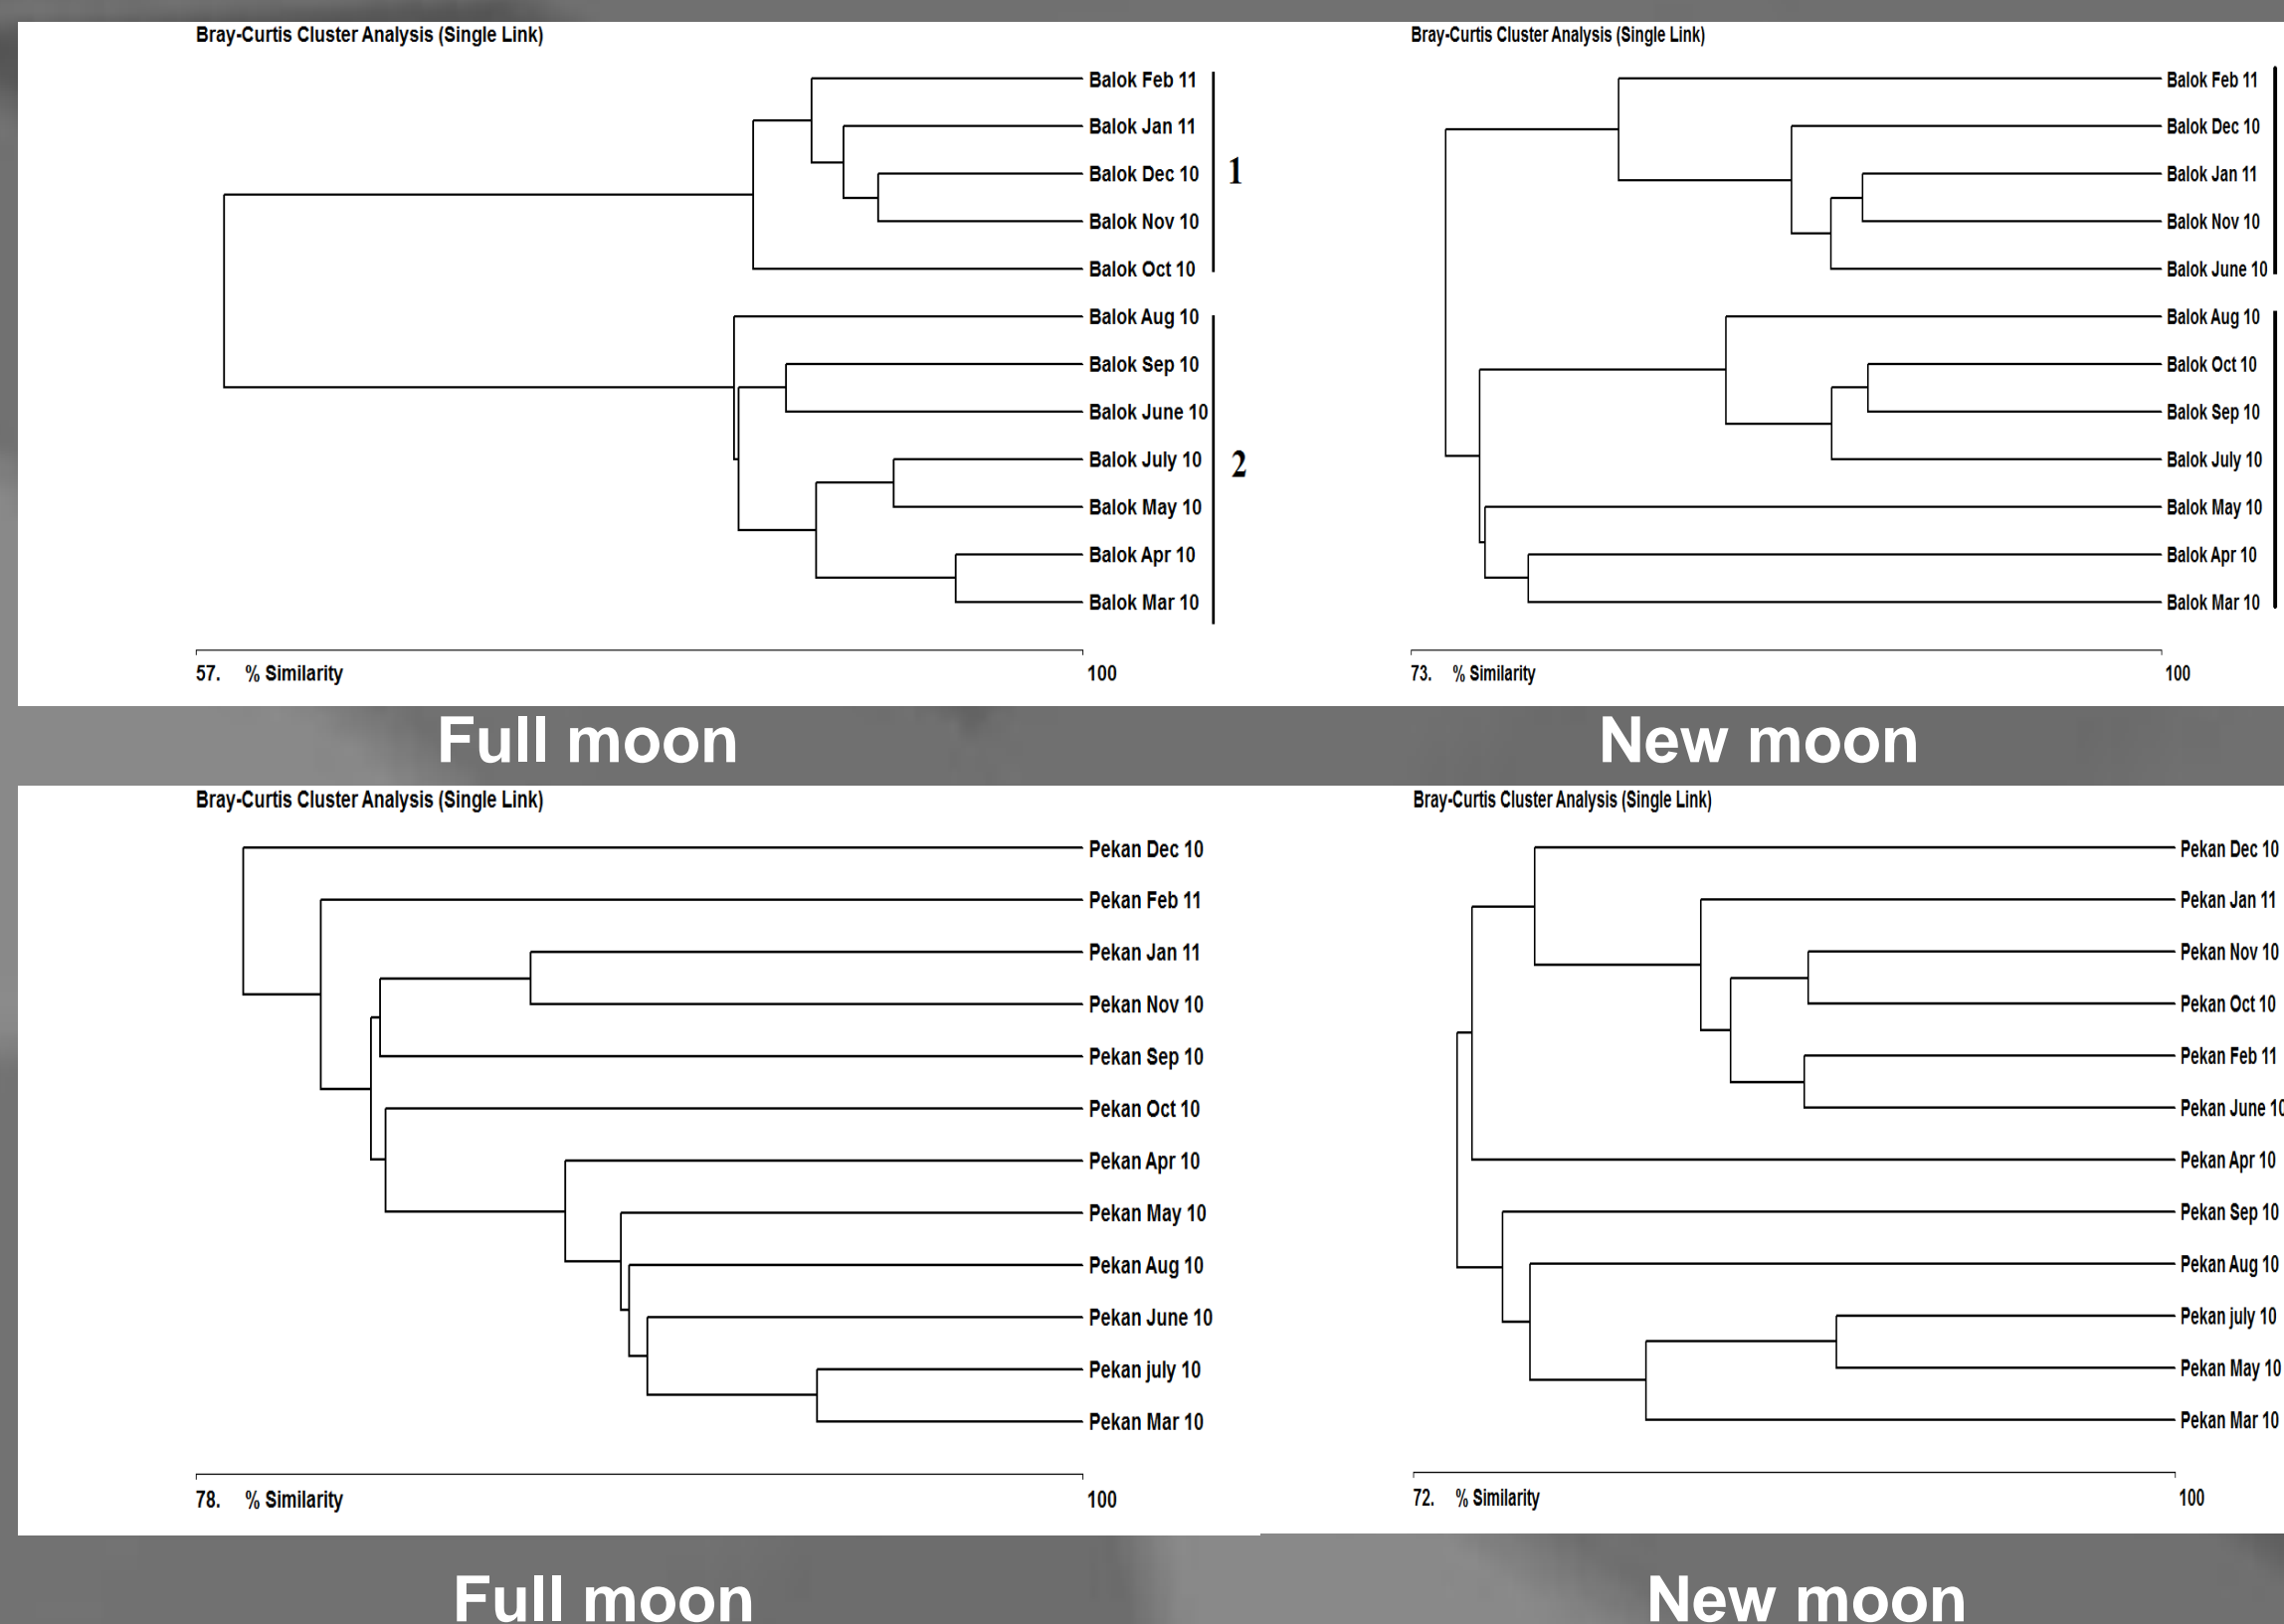 Bray-Curtis Cluster Analysis (Single Link)
Balok Feb 11
Balok Jan 11
Balok Dec 10
Balok Nov 10
Balok Oct 10
Balok Aug 10
Balok Sep 10
Balok June 10
Balok July 10
Balok May 10
Balok Apr 10
Balok Mar 10
1
2
57. % Similarity 100
Full moon
Bray-Curtis Cluster Analysis (Single Link)
Balok Feb 11
Balok Dec 10
Balok Jan 11
Balok Nov 10
Balok June 10
Balok Aug 10
Balok Oct 10
Balok Sep 10
Balok July 10
Balok May 10
Balok Apr 10
Balok Mar 10
73. % Similarity 100
New moon
Bray-Curtis Cluster Analysis (Single Link)
Pekan Dec 10
Pekan Feb 11
Pekan Jan 11
Pekan Nov 10
Pekan Sep 10
Pekan Oct 10
Pekan Apr 10
Pekan May 10
Pekan Aug 10
Pekan June 10
Pekan july 10
Pekan Mar 10
78. % Similarity 100
Full moon
Bray-Curtis Cluster Analysis (Single Link)
Pekan Dec 10
Pekan Jan 11
Pekan Nov 10
Pekan Oct 10
Pekan Feb 11
Pekan June 10
Pekan Apr 10
Pekan Sep 10
Pekan Aug 10
Pekan july 10
Pekan May 10
Pekan Mar 10
72. % Similarity 100
New moon